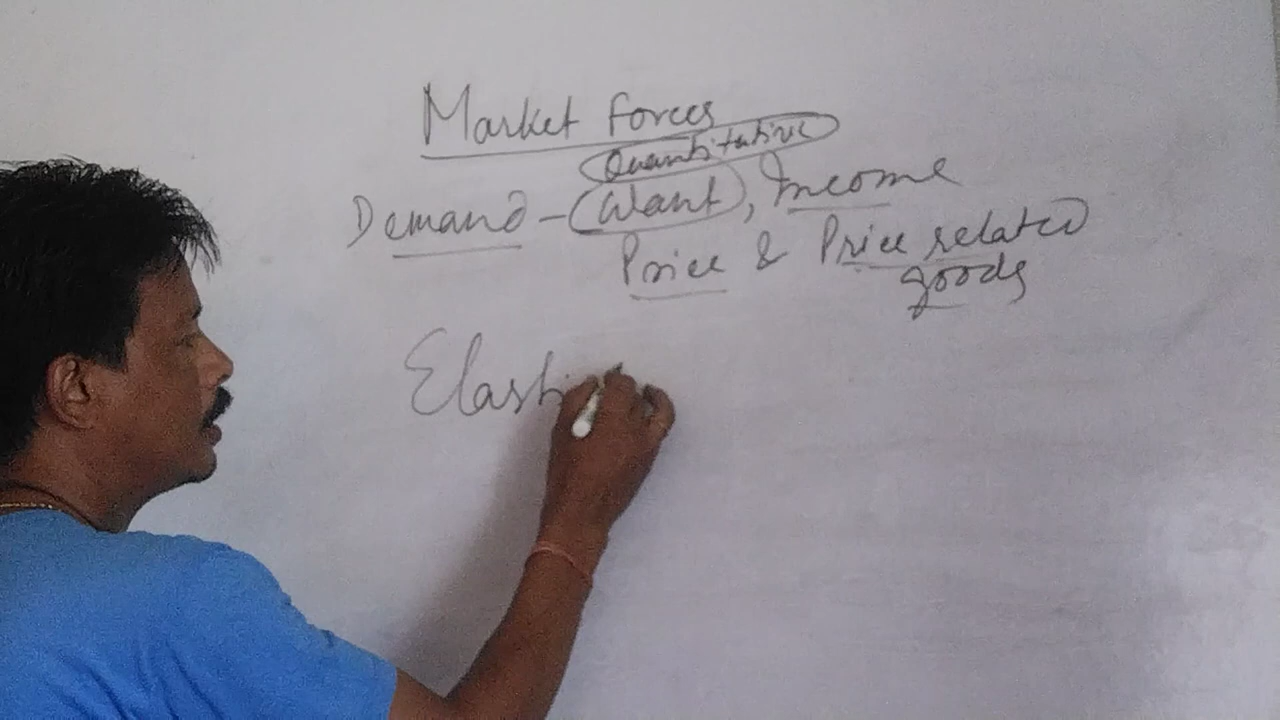 Market forces
Quantitative
Demand - Want, Income
Price & Price related
goods
Elasti